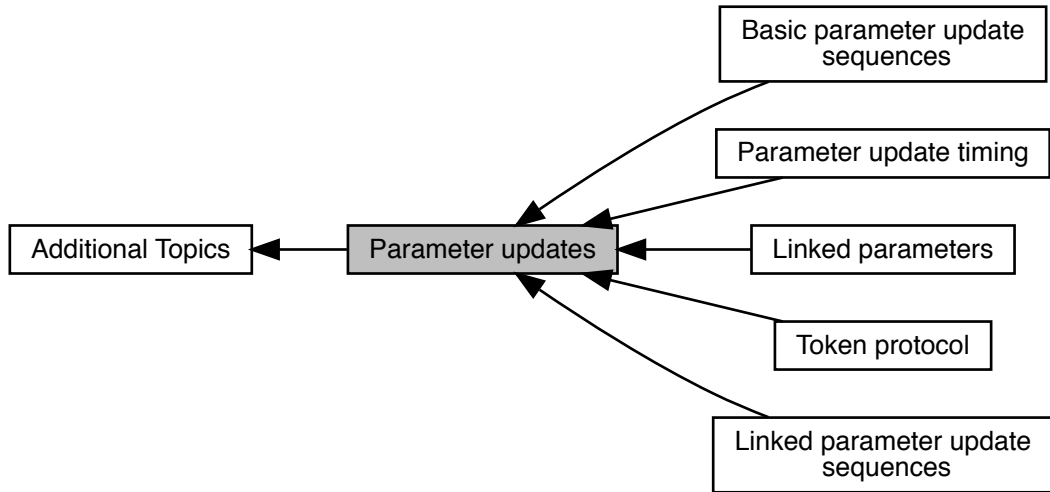 Basic parameter update
sequences
Parameter update timing
Additional Topics
Parameter updates
Linked parameters
Token protocol
Linked parameter update
sequences